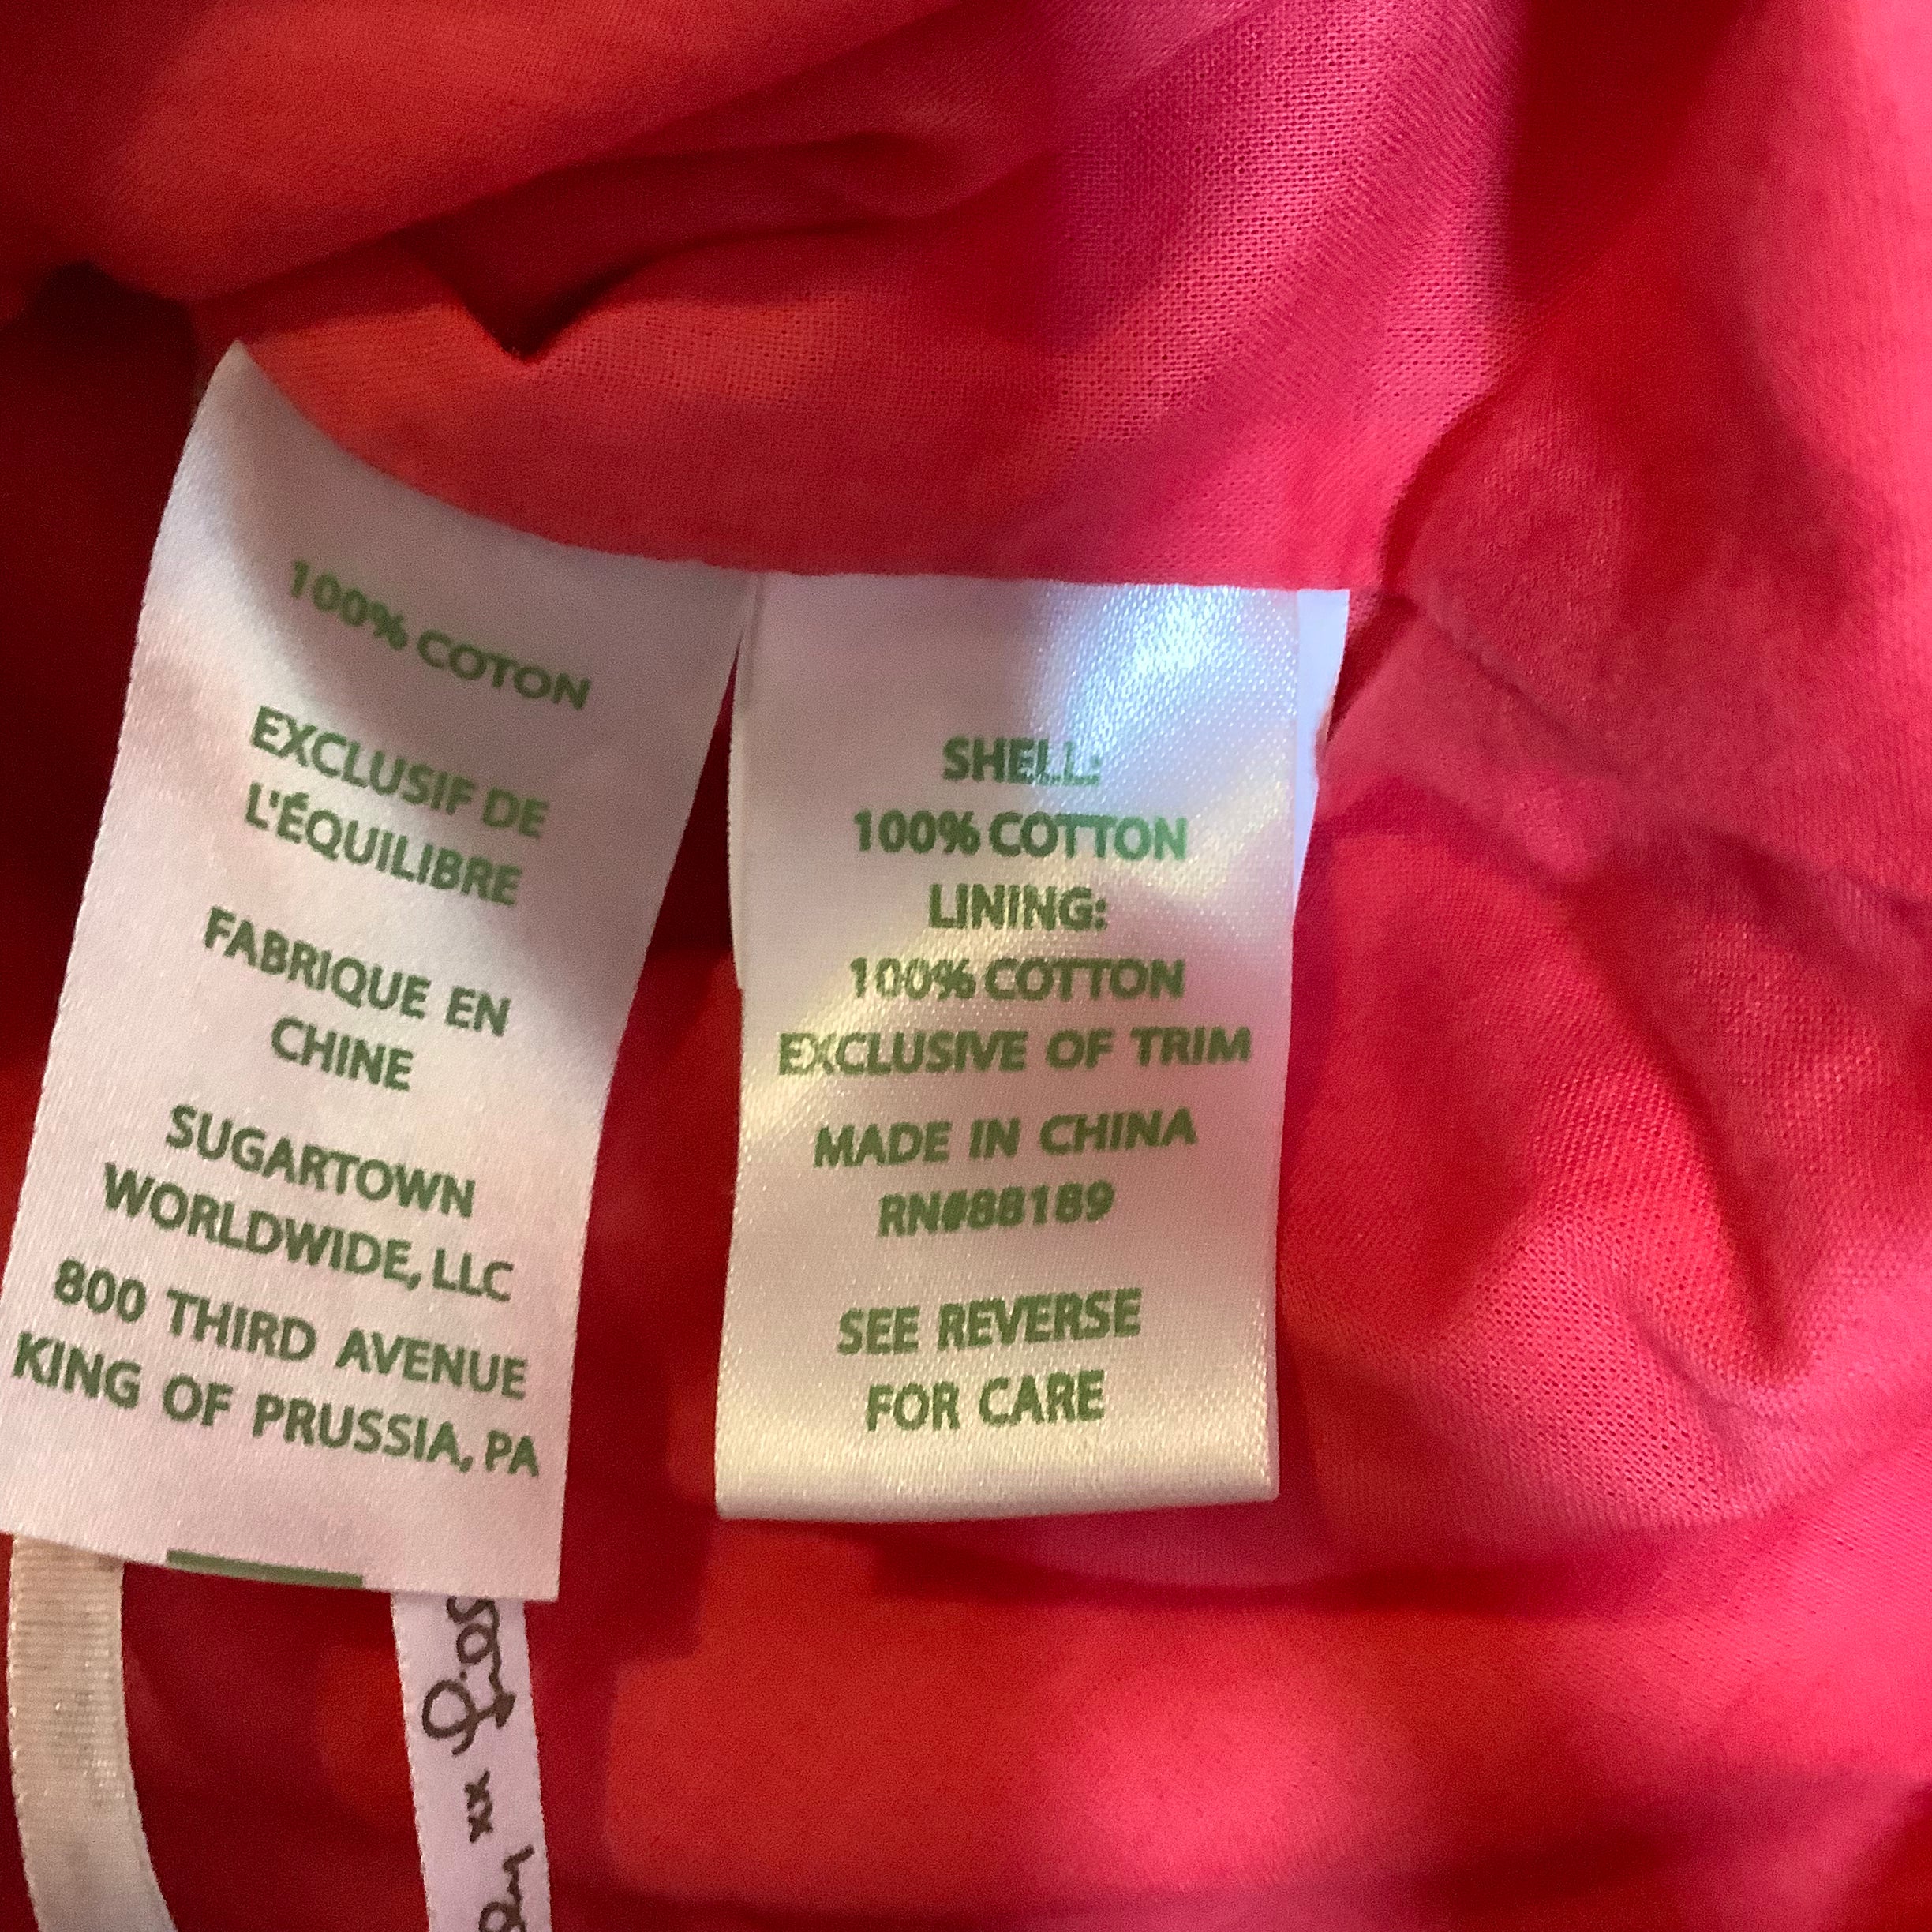 100% COTON
EXCLUSIF DE
L'ÉQUILIBRE
FABRIQUE EN
CHINE
SUGARTOWN
WORLDWIDE, LLC
800 THIRD AVENUE
KING OF PRUSSIA, PA
SHELL:
100% COTTON
LINING:
100% COTTON
EXCLUSIVE OF TRIM
MADE IN CHINA
RN#88189
SEE REVERSE
FOR CARE
xx